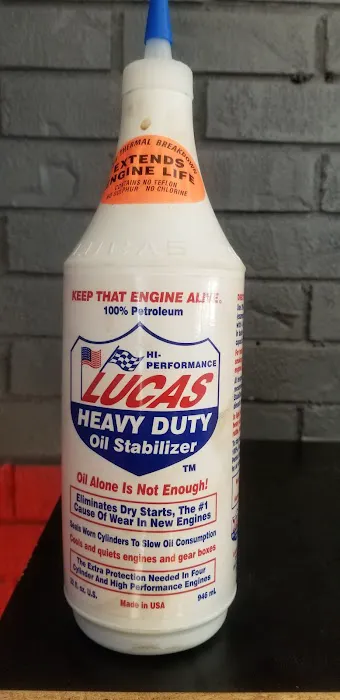 THERMAL BREAKDOWN
EXTENDS
ENGINE LIFE
CONTAINS NO TEFLON
NO SULPHUR NO CHLORINE
LUCAS
KEEP THAT ENGINE ALIVE.
100% Petroleum
HI-
PERFORMANCE
LUCAS
HEAVY DUTY
Oil Stabilizer
TM
Oil Alone Is Not Enough!
Eliminates Dry Starts, The #1
Cause Of Wear In New Engines
Seals Worn Cylinders To Slow Oil Consumption
Cools and quiets engines and gear boxes
The Extra Protection Needed In Four
Cylinder And High Performance Engines
fl. oz. U.S.
946 mL
Made in USA